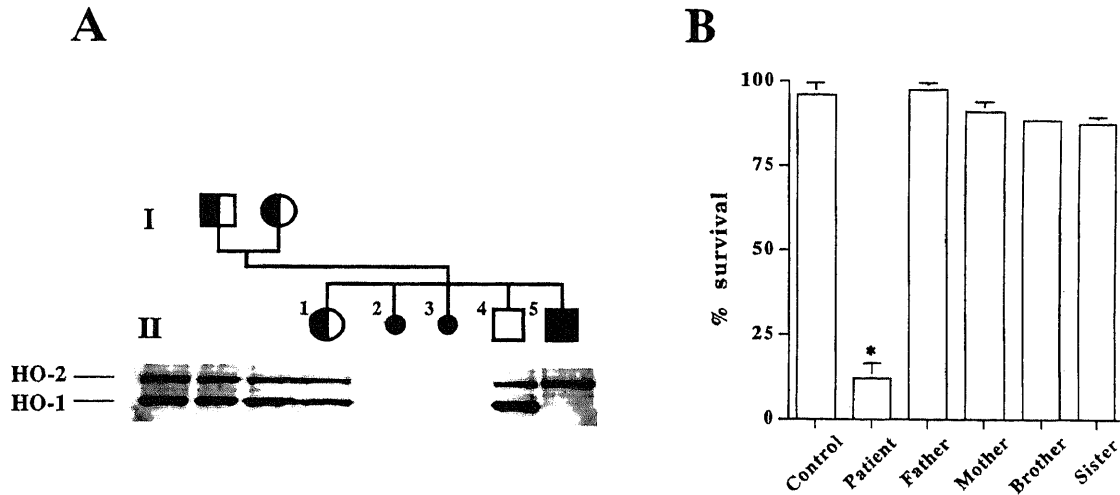 A
I
1 2 3 4 5
II
HO-2
HO-1
B
% survival
100
75
50
25
0
*
Control
Patient
Father
Mother
Brother
Sister